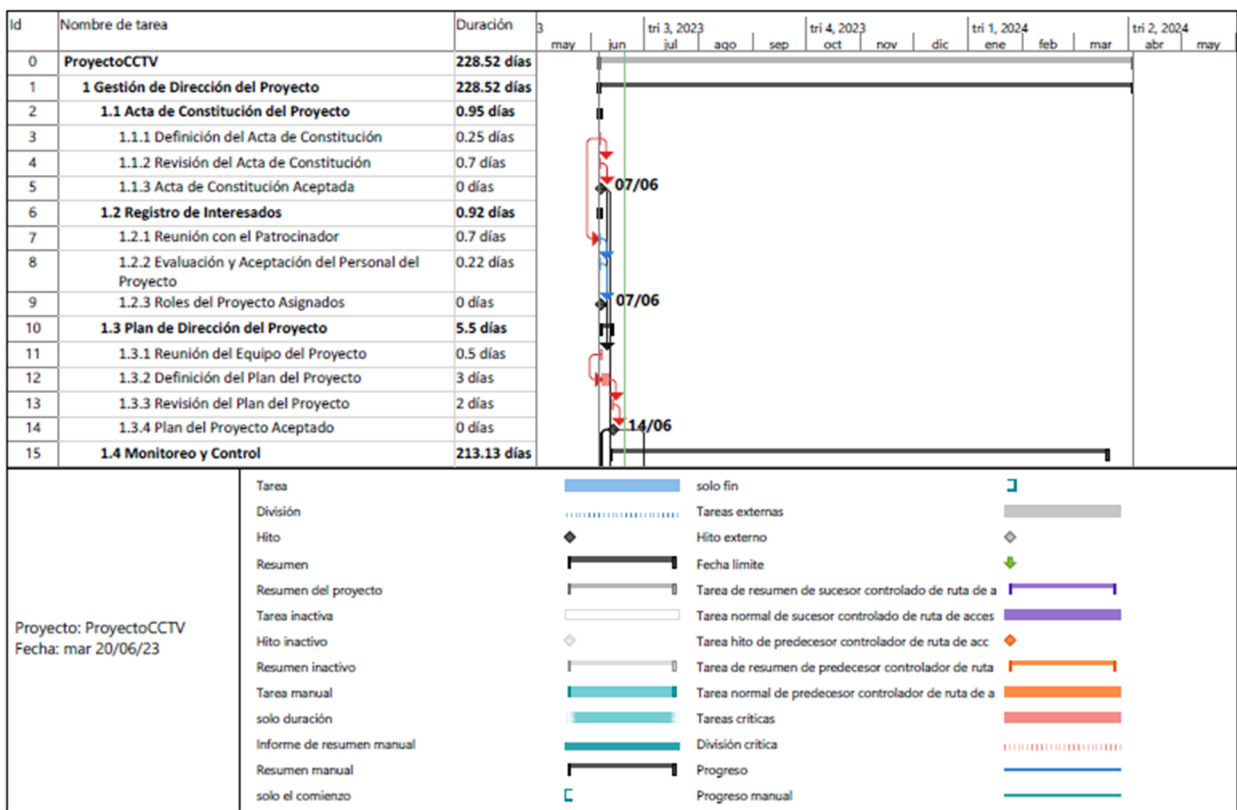 Id Nombre de tarea Duración 3 tri 3, 2023 tri 4, 2023 tri 1, 2024 tri 2, 2024
may jun jul ago sep oct nov dic ene feb mar abr may
0 ProyectoCCTV 228.52 días
1 1 Gestión de Dirección del Proyecto 228.52 días
2 1.1 Acta de Constitución del Proyecto 0.95 días
3 1.1.1 Definición del Acta de Constitución 0.25 días
4 1.1.2 Revisión del Acta de Constitución 0.7 días
5 1.1.3 Acta de Constitución Aceptada 0 días 07/06
6 1.2 Registro de Interesados 0.92 días
7 1.2.1 Reunión con el Patrocinador 0.7 días
8 1.2.2 Evaluación y Aceptación del Personal del 0.22 días
Proyecto
9 1.2.3 Roles del Proyecto Asignados 0 días 07/06
10 1.3 Plan de Dirección del Proyecto 5.5 días
11 1.3.1 Reunión del Equipo del Proyecto 0.5 días
12 1.3.2 Definición del Plan del Proyecto 3 días
13 1.3.3 Revisión del Plan del Proyecto 2 días
14 1.3.4 Plan del Proyecto Aceptado 0 días 14/06
15 1.4 Monitoreo y Control 213.13 días
Proyecto: ProyectoCCTV
Fecha: mar 20/06/23
Tarea
División
Hito
Resumen
Resumen del proyecto
Tarea inactiva
Hito inactivo
Resumen inactivo
Tarea manual
solo duración
Informe de resumen manual
Resumen manual
solo el comienzo
solo fin
Tareas externas
Hito externo
Fecha límite
Tarea de resumen de sucesor controlado de ruta de a
Tarea normal de sucesor controlado de ruta de acces
Tarea hito de predecesor controlador de ruta de acc
Tarea de resumen de predecesor controlador de ruta
Tarea normal de predecesor controlador de ruta de a
Tareas críticas
División crítica
Progreso
Progreso manual